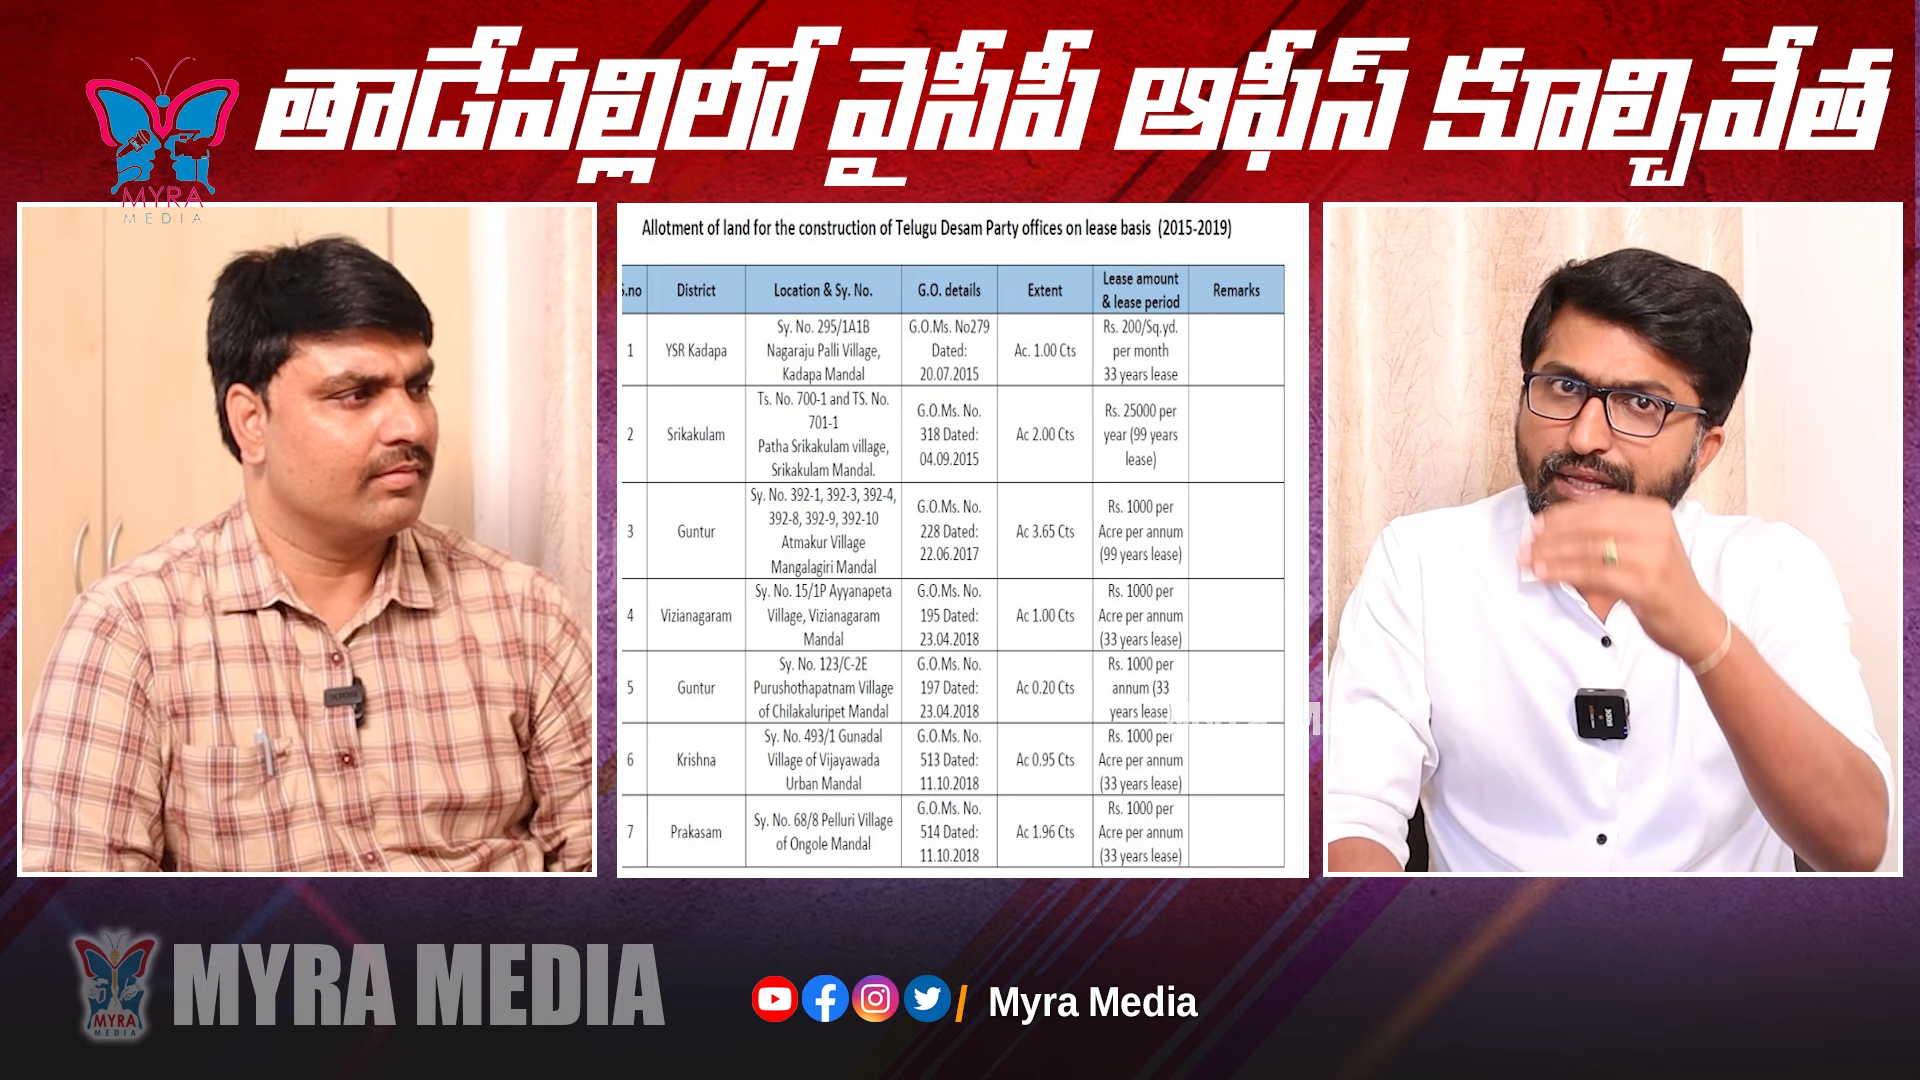 తాడేపల్లిలో వైసీపీ ఆఫీస్ కూల్చివేత
MYRA
MEDIA
Allotment of land for the construction of Telugu Desam Party offices on lease basis (2015-2019)
S.no District Location & Sy. No. G.O. details Extent Lease amount & lease period Remarks
1 YSR Kadapa Sy. No. 295/1A1B Nagaraju Palli Village, Kadapa Mandal G.O.Ms. No279 Dated: 20.07.2015 Ac. 1.00 Cts Rs. 200/Sq.yd. per month 33 years lease
2 Srikakulam Ts. No. 700-1 and TS. No. 701-1 Patha Srikakulam village, Srikakulam Mandal. G.O.Ms. No. 318 Dated: 04.09.2015 Ac 2.00 Cts Rs. 25000 per year (99 years lease)
3 Guntur Sy. No. 392-1, 392-3, 392-4, 392-8, 392-9, 392-10 Atmakur Village Mangalagiri Mandal G.O.Ms. No. 228 Dated: 22.06.2017 Ac 3.65 Cts Rs. 1000 per Acre per annum (99 years lease)
4 Vizianagaram Sy. No. 15/1P Ayyanapeta Village, Vizianagaram Mandal G.O.Ms. No. 195 Dated: 23.04.2018 Ac 1.00 Cts Rs. 1000 per Acre per annum (33 years lease)
5 Guntur Sy. No. 123/C-2E Purushothapatnam Village of Chilakaluripet Mandal G.O.Ms. No. 197 Dated: 23.04.2018 Ac 0.20 Cts Rs. 1000 per annum (33 years lease)
6 Krishna Sy. No. 493/1 Gunadal Village of Vijayawada Urban Mandal G.O.Ms. No. 513 Dated: 11.10.2018 Ac 0.95 Cts Rs. 1000 per Acre per annum (33 years lease)
7 Prakasam Sy. No. 68/8 Pelluri Village of Ongole Mandal G.O.Ms. No. 514 Dated: 11.10.2018 Ac 1.96 Cts Rs. 1000 per Acre per annum (33 years lease)
MYRA
MEDIA
MYRA MEDIA
/ Myra Media